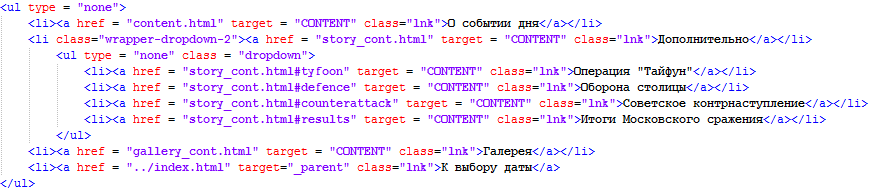 <ul type = "none">
<li><a href = "content.html" target = "CONTENT" class="lnk">О событии дня</a></li>
<li class="wrapper-dropdown-2"><a href = "story_cont.html" target = "CONTENT" class="lnk">Дополнительно</a></li>
<ul type = "none" class = "dropdown">
<li><a href = "story_cont.html#tyfoon" target = "CONTENT" class="lnk">Операция "Тайфун"</a></li>
<li><a href = "story_cont.html#defence" target = "CONTENT" class="lnk">Оборона столицы</a></li>
<li><a href = "story_cont.html#counterattack" target = "CONTENT" class="lnk">Советское контрнаступление</a></li>
<li><a href = "story_cont.html#results" target = "CONTENT" class="lnk">Итоги Московского сражения</a></li>
</ul>
<li><a href = "gallery_cont.html" target = "CONTENT" class="lnk">Галерея</a></li>
<li><a href = "../index.html" target="_parent" class="lnk">К выбору даты</a>
</ul>